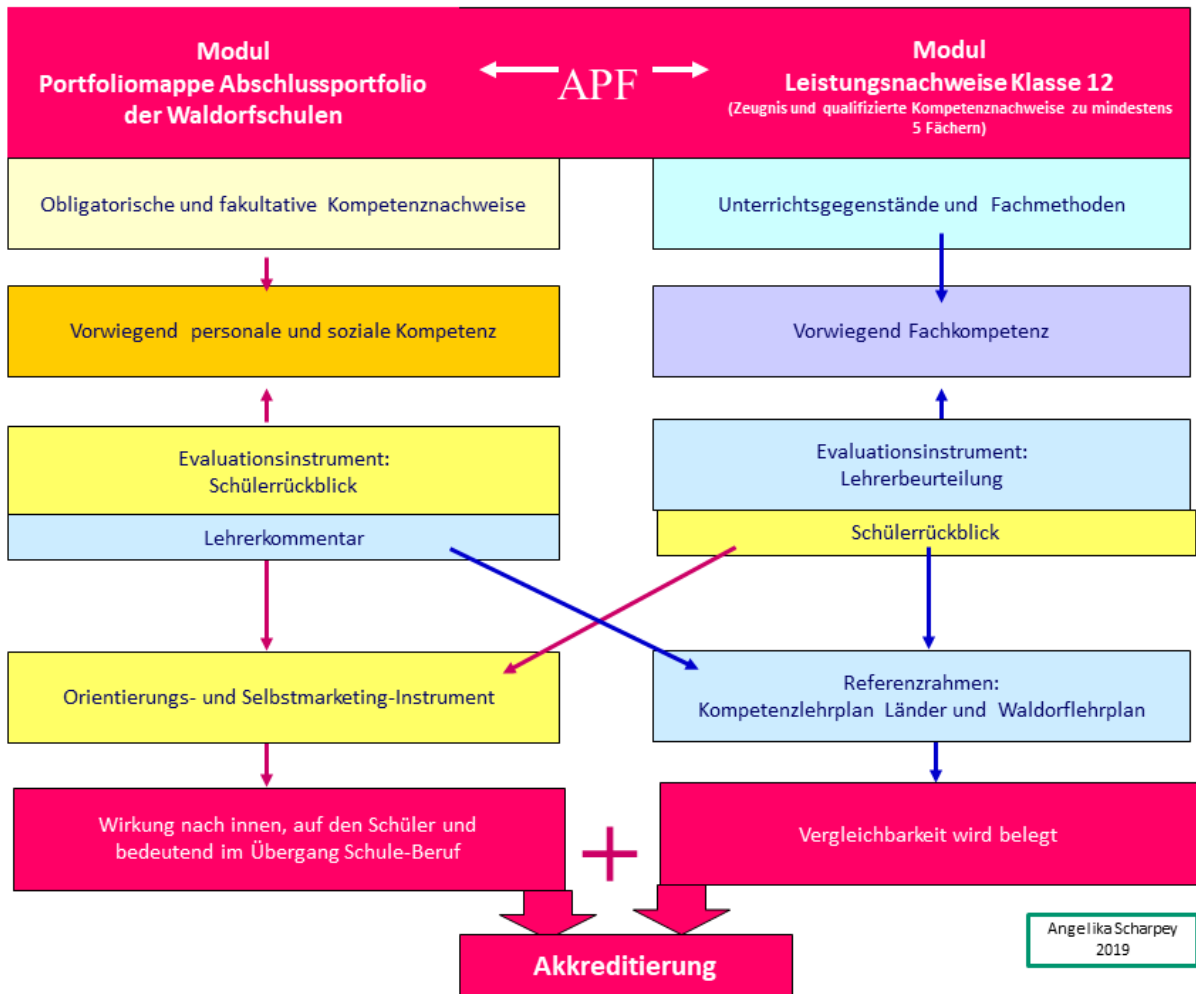 Modul
Portfoliomappe Abschlussportfolio
der Waldorfschulen
APF
Modul
Leistungsnachweise Klasse 12
(Zeugnis und qualifizierte Kompetenznachweise zu mindestens
5 Fächern)
Obligatorische und fakultative Kompetenznachweise
Unterrichtsgegenstände und Fachmethoden
Vorwiegend personale und soziale Kompetenz
Vorwiegend Fachkompetenz
Evaluationsinstrument:
Schülerrückblick
Lehrerkommentar
Evaluationsinstrument:
Lehrerbeurteilung
Schülerrückblick
Orientierungs- und Selbstmarketing-Instrument
Referenzrahmen:
Kompetenzlehrplan Länder und Waldorflehrplan
Wirkung nach innen, auf den Schüler und
bedeutend im Übergang Schule-Beruf
+
Vergleichbarkeit wird belegt
Akkreditierung
Angelika Scharpey
2019